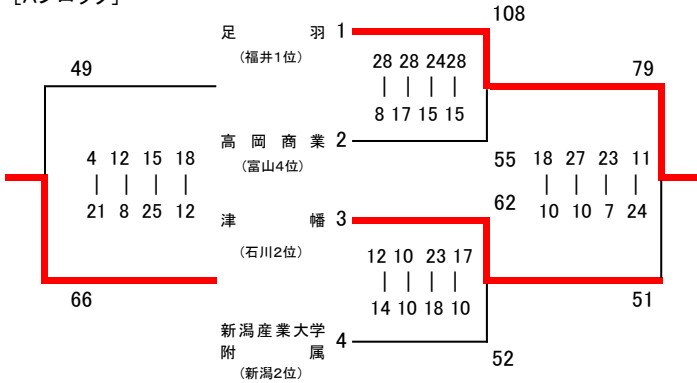 108
足 羽 1
(福井1位)
49
28 28 24 28
79
| | | |
8 17 15 15
高岡商業 2
(富山4位)
4 12 15 18
55
18 27 23 11
| | | |
| | | |
21 8 25 12
62
10 10 7 24
津 幡 3
(石川2位)
12 10 23 17
| | | |
14 10 18 10
66
51
新潟産業大学
附 属 4
(新潟2位)
52